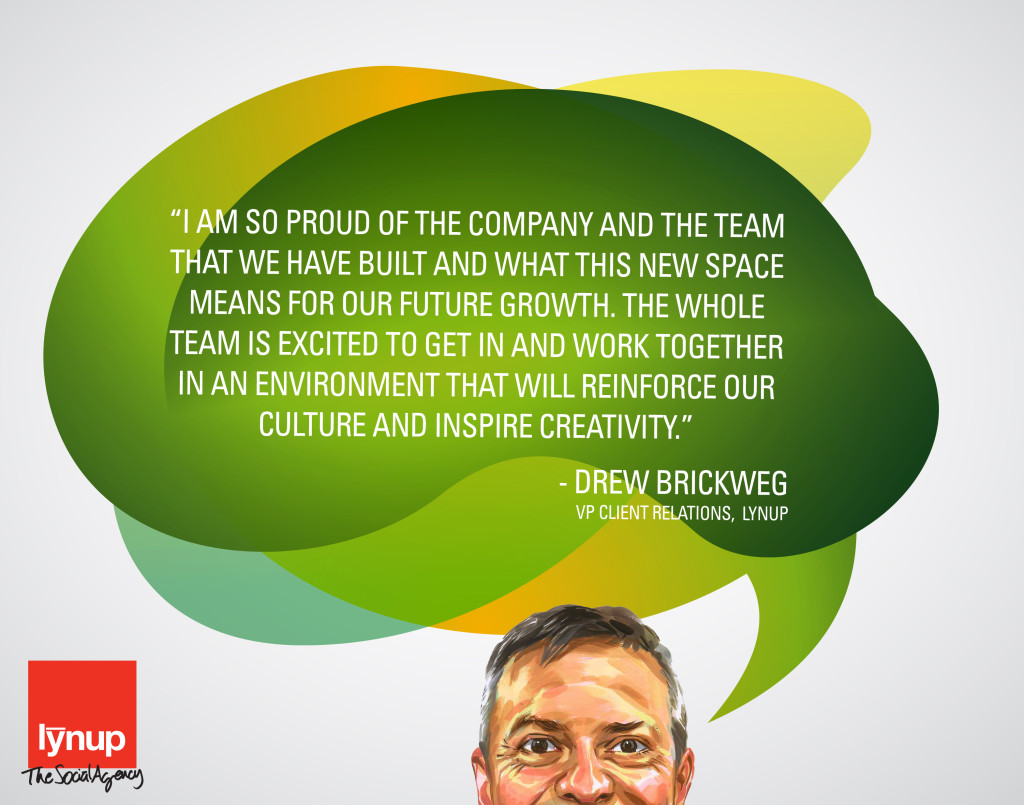 “I AM SO PROUD OF THE COMPANY AND THE TEAM
THAT WE HAVE BUILT AND WHAT THIS NEW SPACE
MEANS FOR OUR FUTURE GROWTH. THE WHOLE
TEAM IS EXCITED TO GET IN AND WORK TOGETHER
IN AN ENVIRONMENT THAT WILL REINFORCE OUR
CULTURE AND INSPIRE CREATIVITY.”
- DREW BRICKWEG
VP CLIENT RELATIONS, LYNUP
lȳnup
The Social Agency